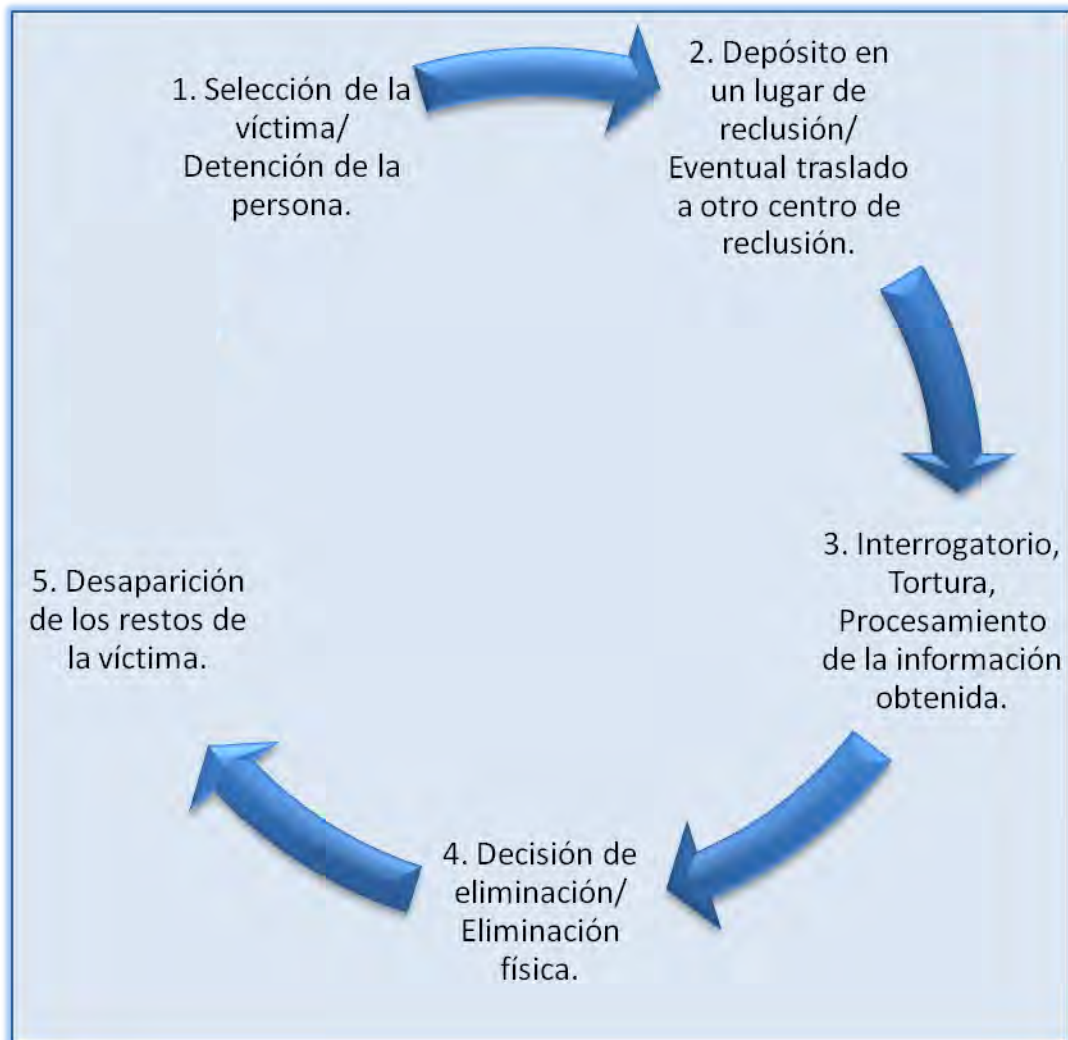 1. Selección de la
víctima/
Detención de la
persona.
2. Depósito en
un lugar de
reclusión/
Eventual traslado
a otro centro de
reclusión.
3. Interrogatorio,
Tortura,
Procesamiento
de la información
obtenida.
4. Decisión de
eliminación/
Eliminación
física.
5. Desaparición
de los restos de
la víctima.